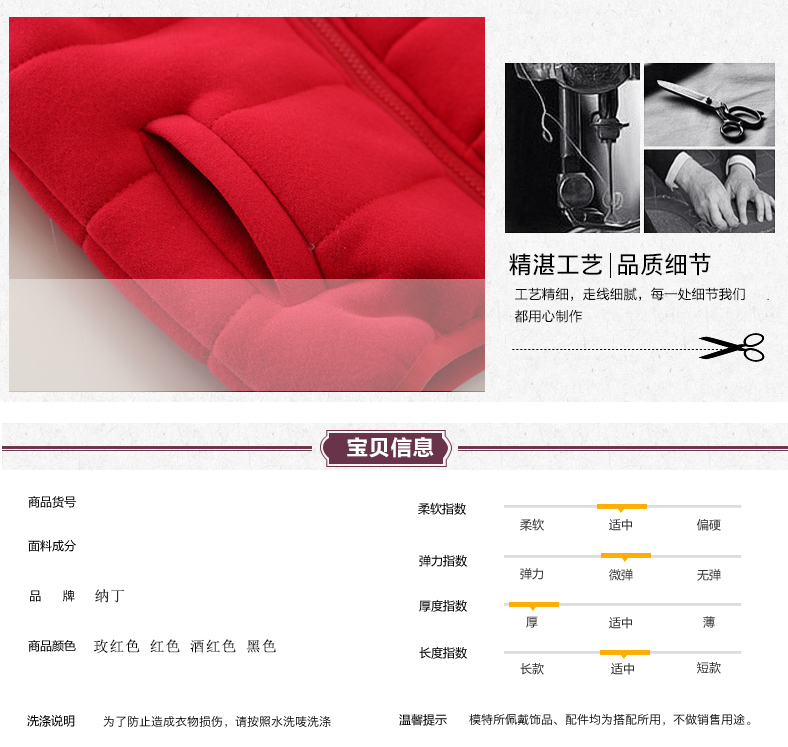 精湛工艺|品质细节
工艺精细，走线细腻，每一处细节我们
都用心制作
宝贝信息
商品货号
面料成分
品 牌 纳丁
商品颜色 玫红色 红色 酒红色 黑色
柔软指数
柔软 适中 偏硬
弹力指数
弹力 微弹 无弹
厚度指数
厚 适中 薄
长度指数
长款 适中 短款
洗涤说明 为了防止造成衣物损伤，请按照水洗唛洗涤
温馨提示 模特所佩戴饰品、配件均为搭配所用，不做销售用途。